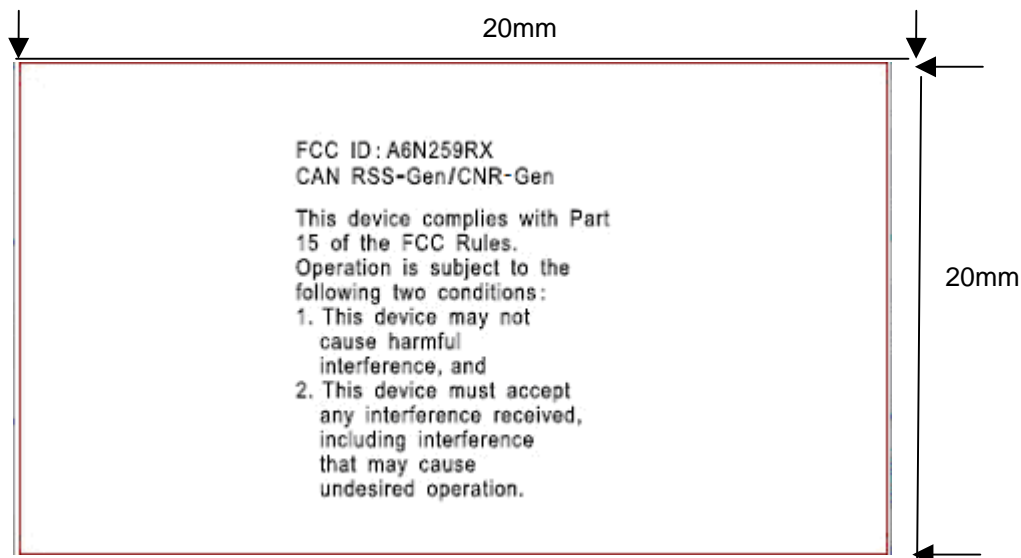 20mm
FCC ID: A6N259RX
CAN RSS-Gen/CNR-Gen
This device complies with Part
15 of the FCC Rules.
Operation is subject to the
following two conditions:
1. This device may not
cause harmful
interference, and
2. This device must accept
any interference received,
including interference
that may cause
undesired operation.
20mm